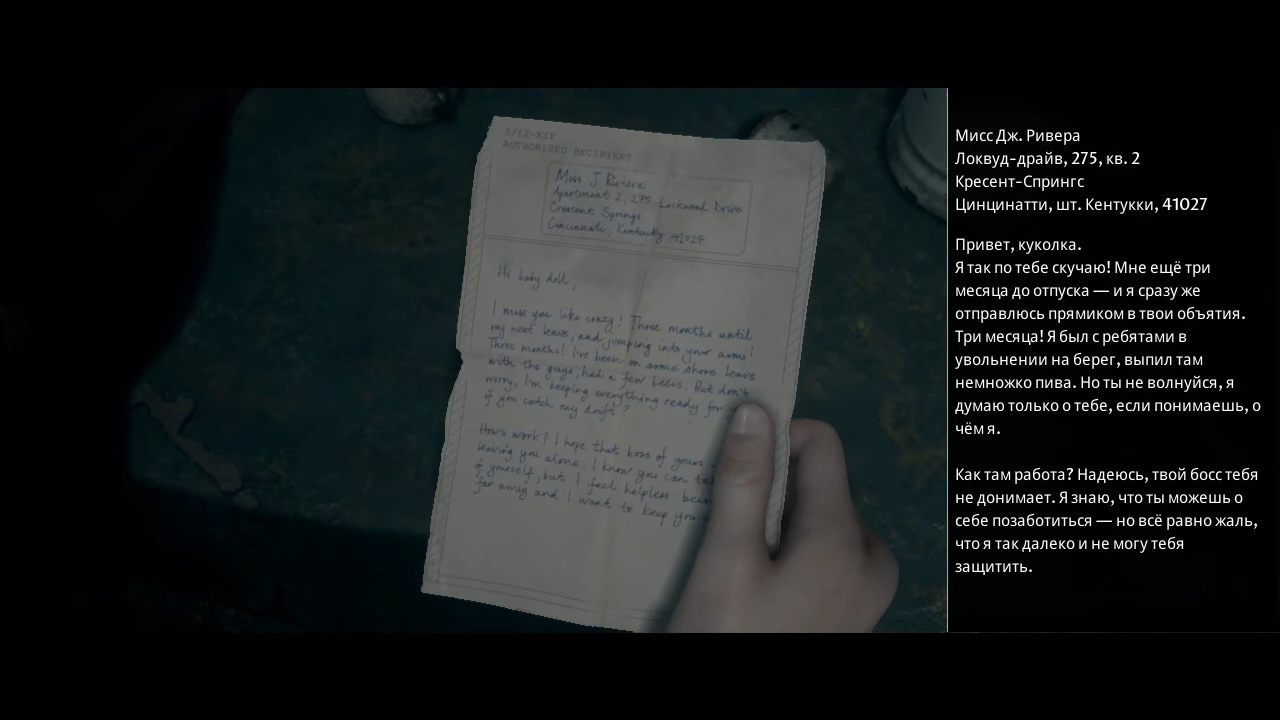 5/12-XEF
AUTHORIZED RECIPIENT
Miss J Rivera
Apartment 2, 275 Lockwood Drive
Crescent Springs
Cincinnati, Kentucky 41027
Hi baby doll,
I miss you like crazy! Three months until
my next leave, and jumping into your arms!
Three months! I've been on some shore leave
with the guys, had a few beers. But don't
worry, I'm keeping everything ready for
if you catch my drift?
How's work? I hope that boss of yours
leaving you alone. I know you can
of yourself, but I feel helpless
far away and I want to keep you
Мисс Дж. Ривера
Локвуд-драйв, 275, кв. 2
Кресент-Спрингс
Цинцинатти, шт. Кентукки, 41027
Привет, куколка.
Я так по тебе скучаю! Мне ещё три
месяца до отпуска — и я сразу же
отправлюсь прямиком в твои объятия.
Три месяца! Я был с ребятами в
увольнении на берег, выпил там
немножко пива. Но ты не волнуйся, я
думаю только о тебе, если понимаешь, о
чём я.
Как там работа? Надеюсь, твой босс тебя
не донимает. Я знаю, что ты можешь о
себе позаботиться — но всё равно жаль,
что я так далеко и не могу тебя
защитить.